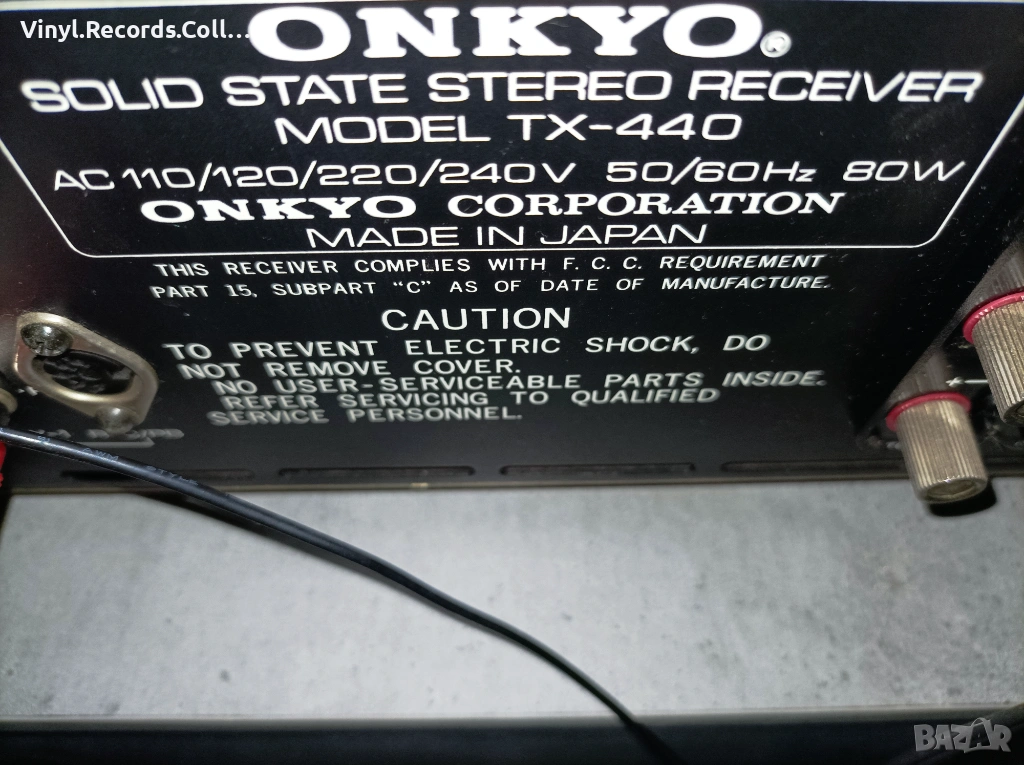 Vinyl.Records.Coll...
ONKYO®
SOLID STATE STEREO RECEIVER
MODEL TX-440
AC 110/120/220/240V 50/60Hz 80W
ONKYO CORPORATION
MADE IN JAPAN
THIS RECEIVER COMPLIES WITH F. C. C. REQUIREMENT
PART 15, SUBPART "C" AS OF DATE OF MANUFACTURE.
CAUTION
TO PREVENT ELECTRIC SHOCK, DO
NOT REMOVE COVER.
NO USER-SERVICEABLE PARTS INSIDE.
REFER SERVICING TO QUALIFIED
SERVICE PERSONNEL.
+ −
BAZAR